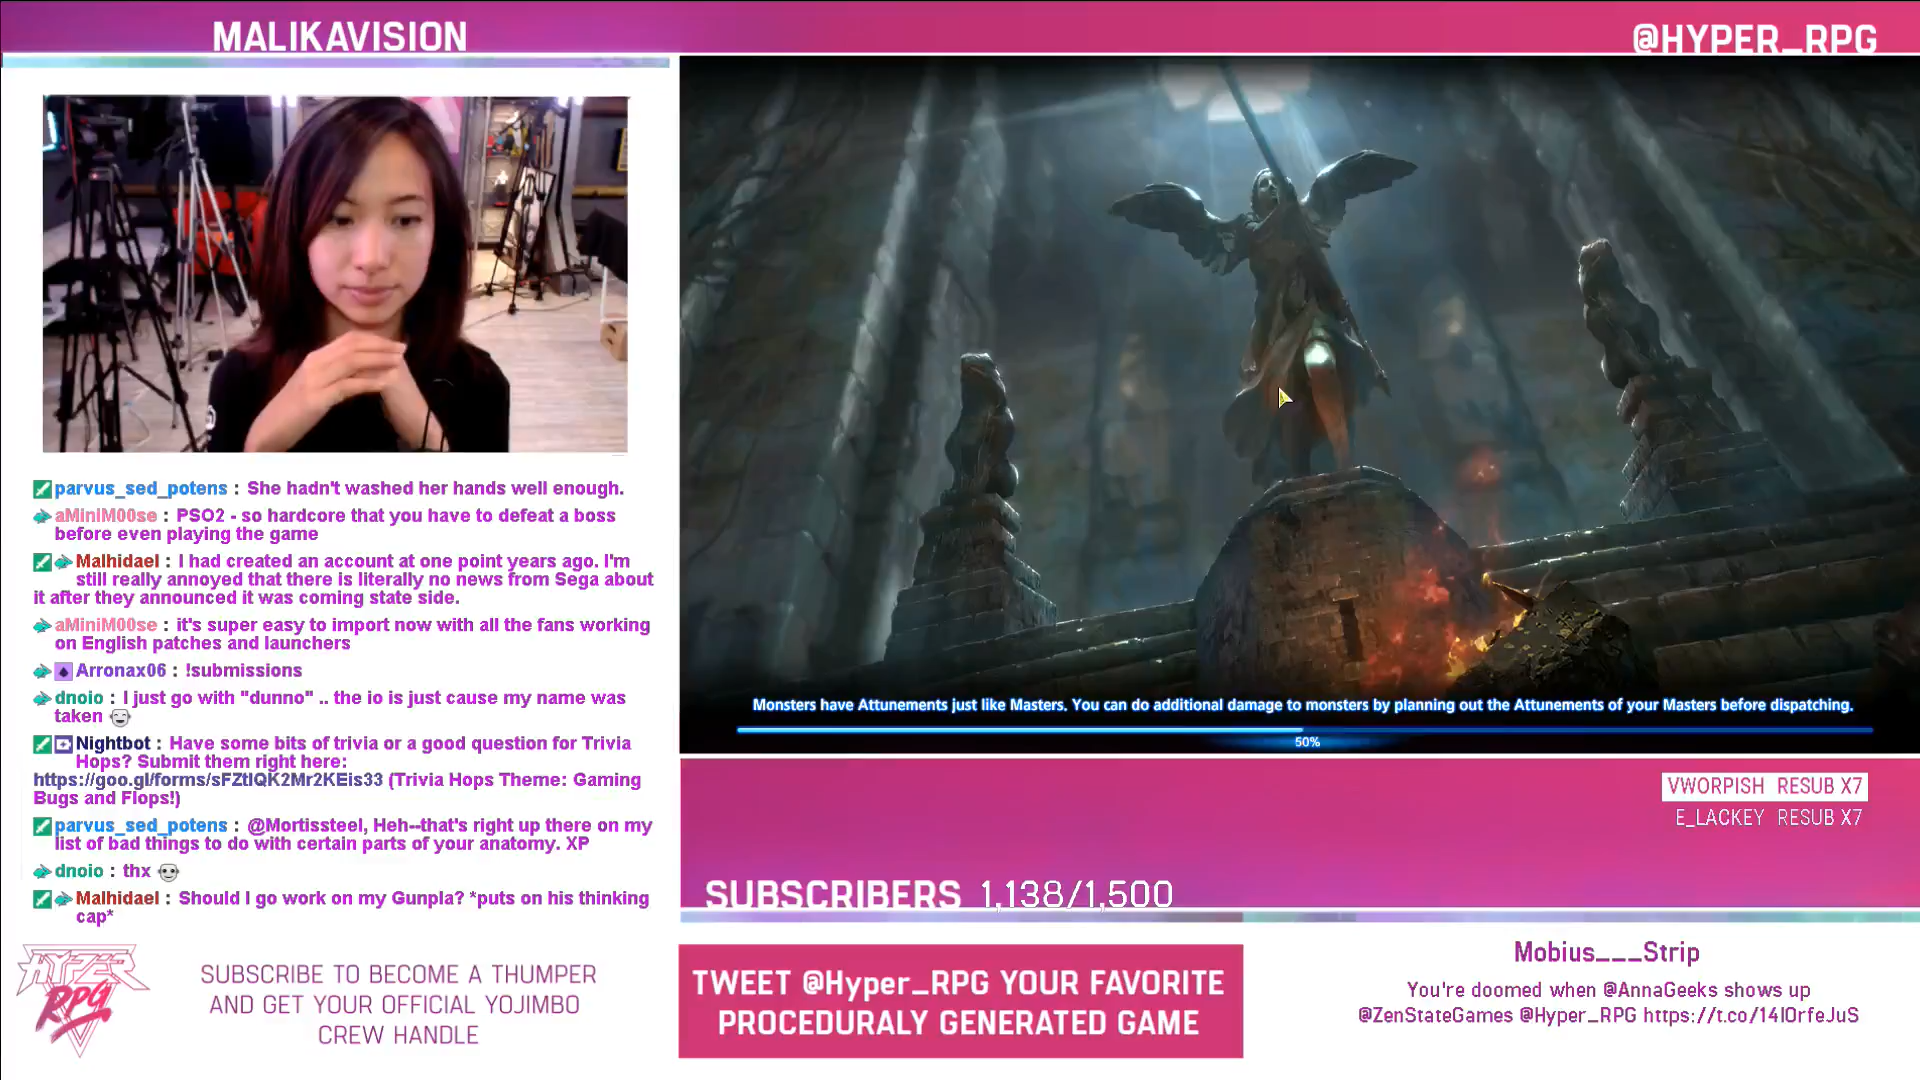 MALIKAVISION
@HYPER_RPG
parvus_sed_potens : She hadn't washed her hands well enough.
aMiniM00se : PSO2 - so hardcore that you have to defeat a boss
before even playing the game
Malhidael : I had created an account at one point years ago. I'm
still really annoyed that there is literally no news from Sega about
it after they announced it was coming state side.
aMiniM00se : it's super easy to import now with all the fans working
on English patches and launchers
Arronax06 : !submissions
dnoio : I just go with "dunno" .. the io is just cause my name was
taken
Nightbot : Have some bits of trivia or a good question for Trivia
Hops? Submit them right here:
https://goo.gl/forms/sFZtlQK2Mr2KEis33 (Trivia Hops Theme: Gaming
Bugs and Flops!)
parvus_sed_potens : @Mortissteel, Heh--that's right up there on my
list of bad things to do with certain parts of your anatomy. XP
dnoio : thx
Malhidael : Should I go work on my Gunpla? *puts on his thinking
cap*
Monsters have Attunements just like Masters. You can do additional damage to monsters by planning out the Attunements of your Masters before dispatching.
50%
VWORPISH RESUB X7
E_LACKEY RESUB X7
SUBSCRIBERS 1,138/1,500
HYPER
RPG
SUBSCRIBE TO BECOME A THUMPER
AND GET YOUR OFFICIAL YOJIMBO
CREW HANDLE
TWEET @Hyper_RPG YOUR FAVORITE
PROCEDURALY GENERATED GAME
Mobius___Strip
You're doomed when @AnnaGeeks shows up
@ZenStateGames @Hyper_RPG https://t.co/14lOrfeJuS